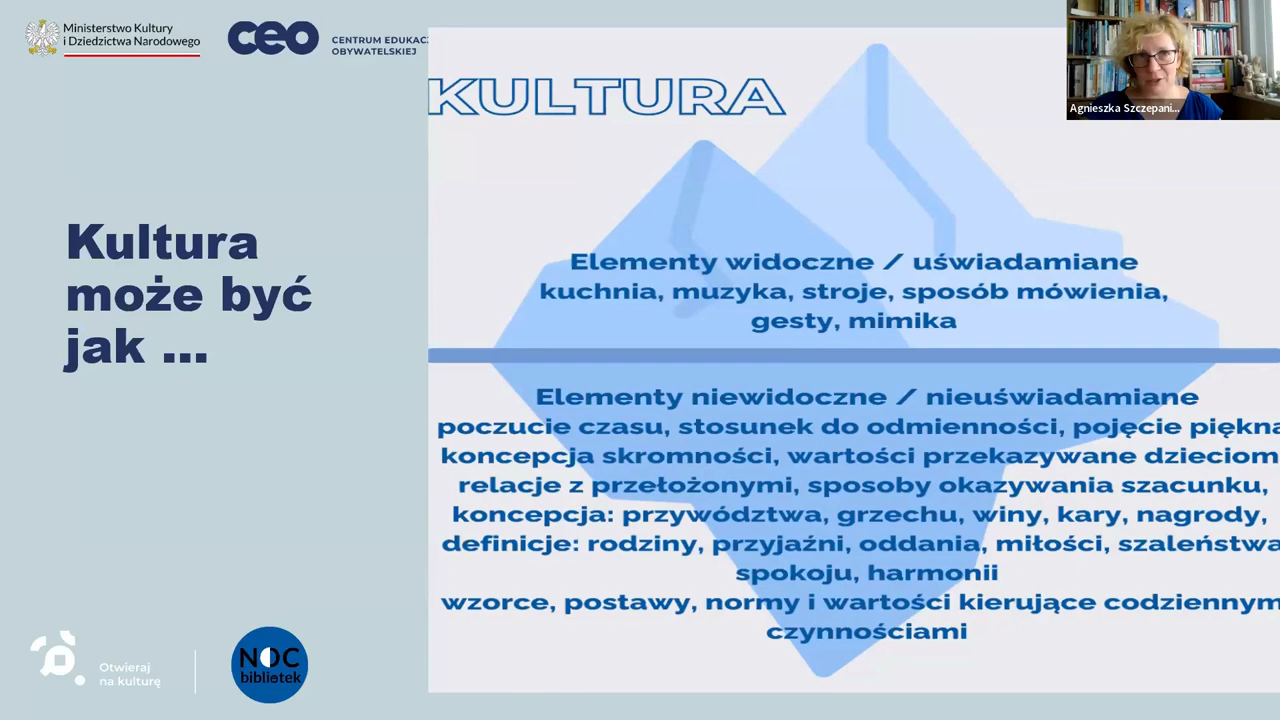 Ministerstwo Kultury
i Dziedzictwa Narodowego
ceo
CENTRUM EDUKAC
OBYWATELSKIEJ
KULTURA
Agnieszka Szczepani...
Kultura
może być
jak ...
Elementy widoczne / uświadamiane
kuchnia, muzyka, stroje, sposób mówienia,
gesty, mimika
Elementy niewidoczne / nieuświadamiane
poczucie czasu, stosunek do odmienności, pojęcie piękna
koncepcja skromności, wartości przekazywane dzieciom
relacje z przełożonymi, sposoby okazywania szacunku,
koncepcja: przywództwa, grzechu, winy, kary, nagrody,
definicje: rodziny, przyjaźni, oddania, miłości, szaleństwa
spokoju, harmonii
wzorce, postawy, normy i wartości kierujące codziennym
czynnościami
Otwieraj
na kulturę
NOC
bibliotek